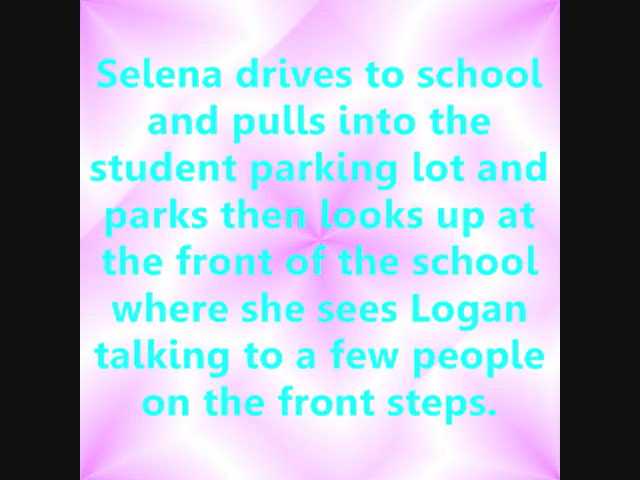 Selena drives to school
and pulls into the
student parking lot and
parks then looks up at
the front of the school
where she sees Logan
talking to a few people
on the front steps.